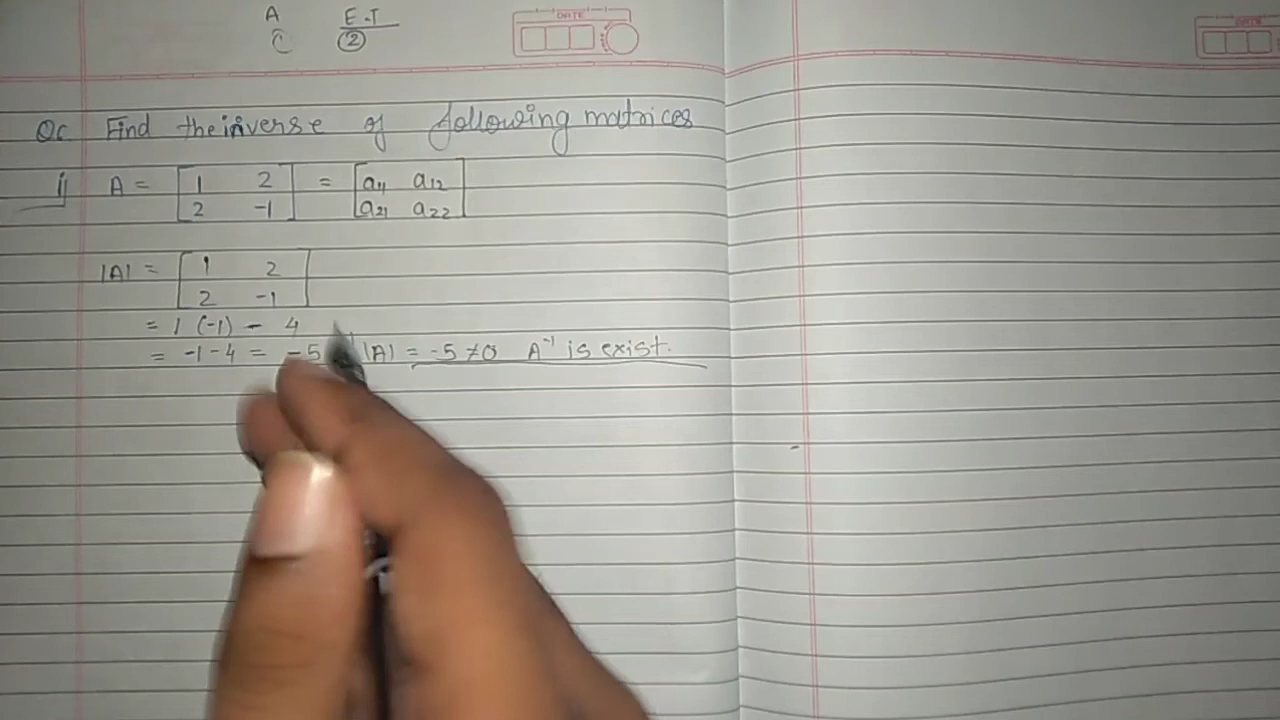 A E.T
C 2
DATE
DATE
Qc Find the inverse of following matrices
i) A = [1 2 2 -1] = [a11 a12 a21 a22]
|A| = [1 2 2 -1]
= 1 (-1) - 4
= -1-4 = -5 |A| = -5 ≠ 0 A⁻¹ is exist.